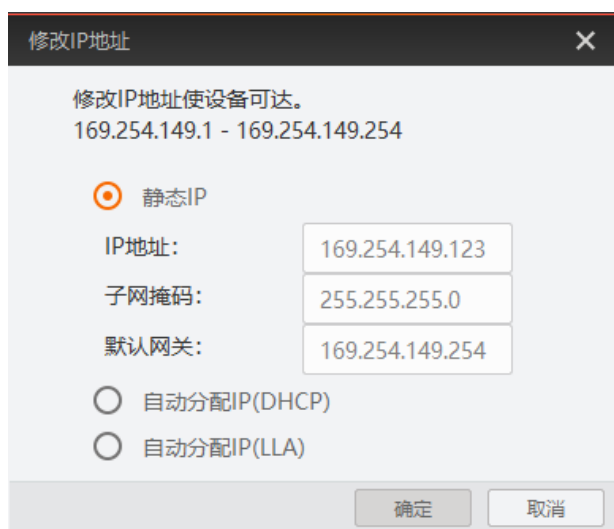 修改IP地址
修改IP地址使设备可达。
169.254.149.1 - 169.254.149.254
静态IP
IP地址: 169.254.149.123
子网掩码: 255.255.255.0
默认网关: 169.254.149.254
自动分配IP(DHCP)
自动分配IP(LLA)
确定 取消